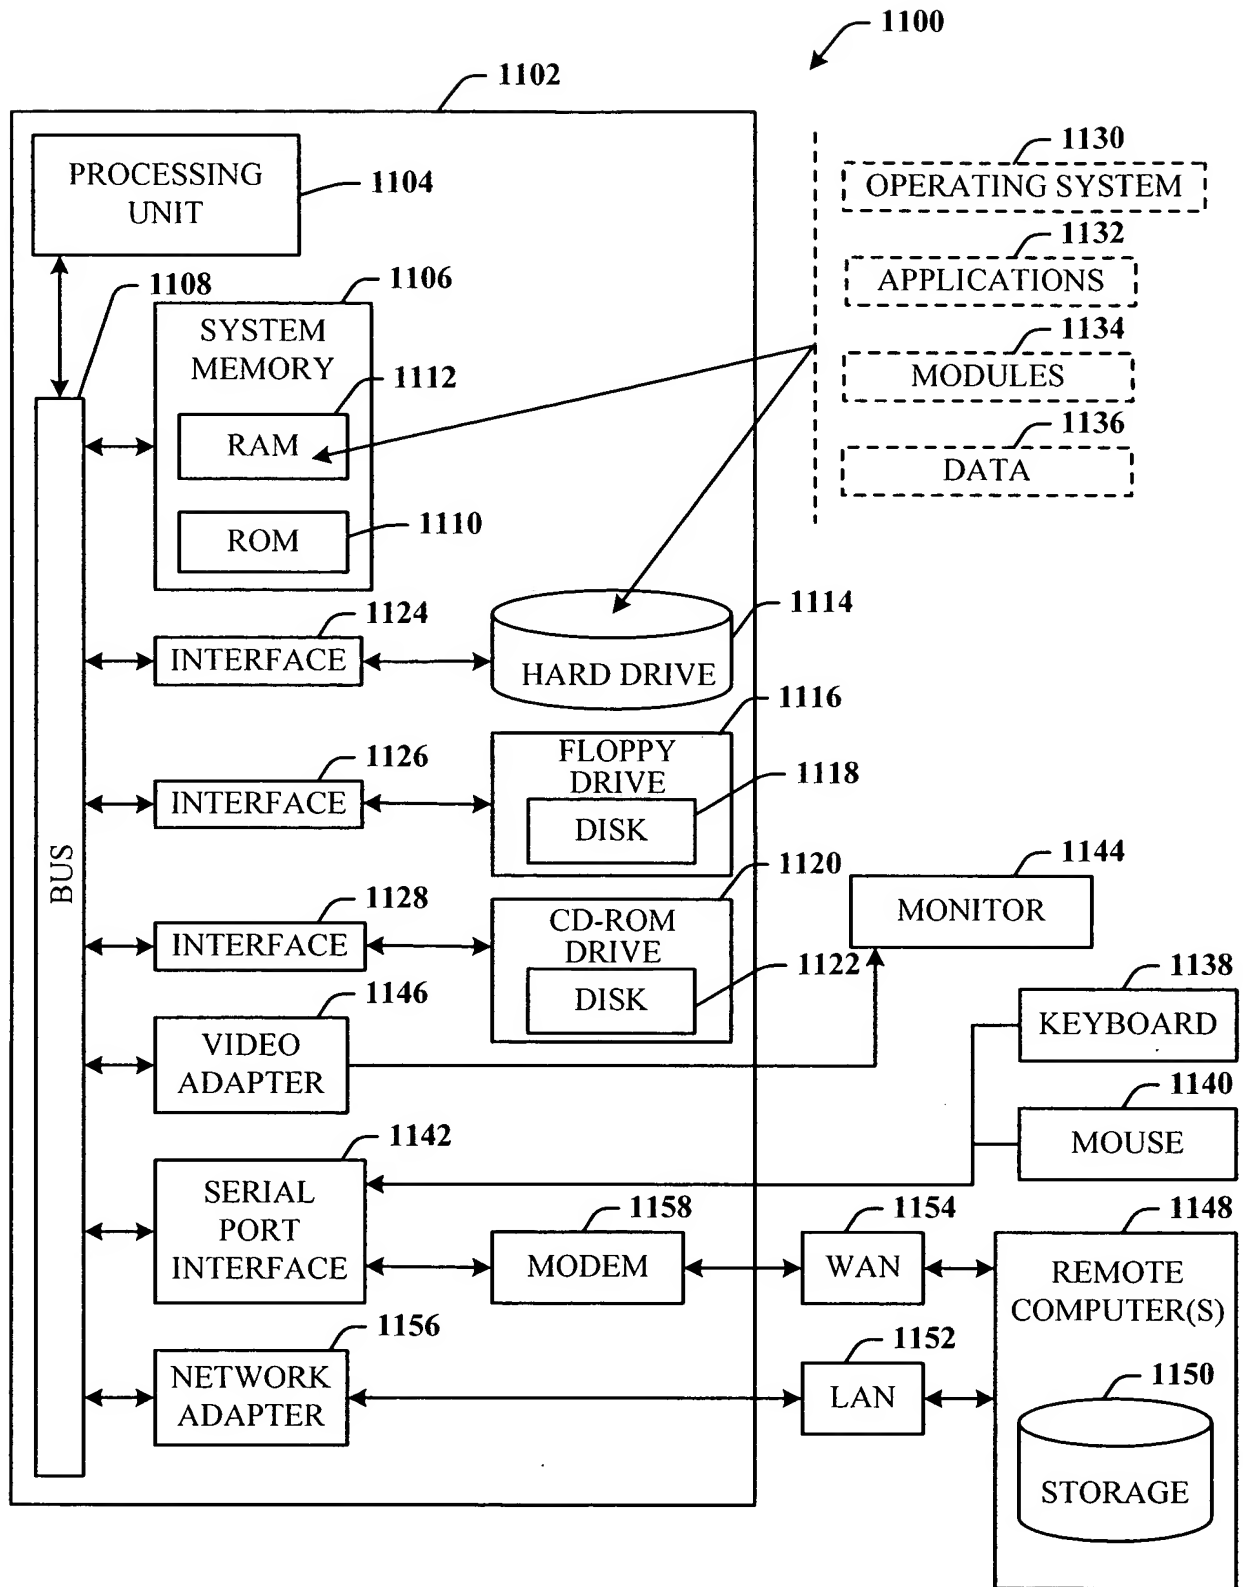 1100
1102
PROCESSING
UNIT
1104
1108
1106
SYSTEM
MEMORY
1112
RAM
1110
ROM
1130
OPERATING SYSTEM
1132
APPLICATIONS
1134
MODULES
1136
DATA
BUS
1124
INTERFACE
1114
HARD DRIVE
1126
INTERFACE
1116
FLOPPY
DRIVE
1118
DISK
1128
INTERFACE
1120
CD-ROM
DRIVE
1122
DISK
1144
MONITOR
1146
VIDEO
ADAPTER
1138
KEYBOARD
1140
MOUSE
1142
SERIAL
PORT
INTERFACE
1158
MODEM
1154
WAN
1148
REMOTE
COMPUTER(S)
1156
NETWORK
ADAPTER
1152
LAN
1150
STORAGE